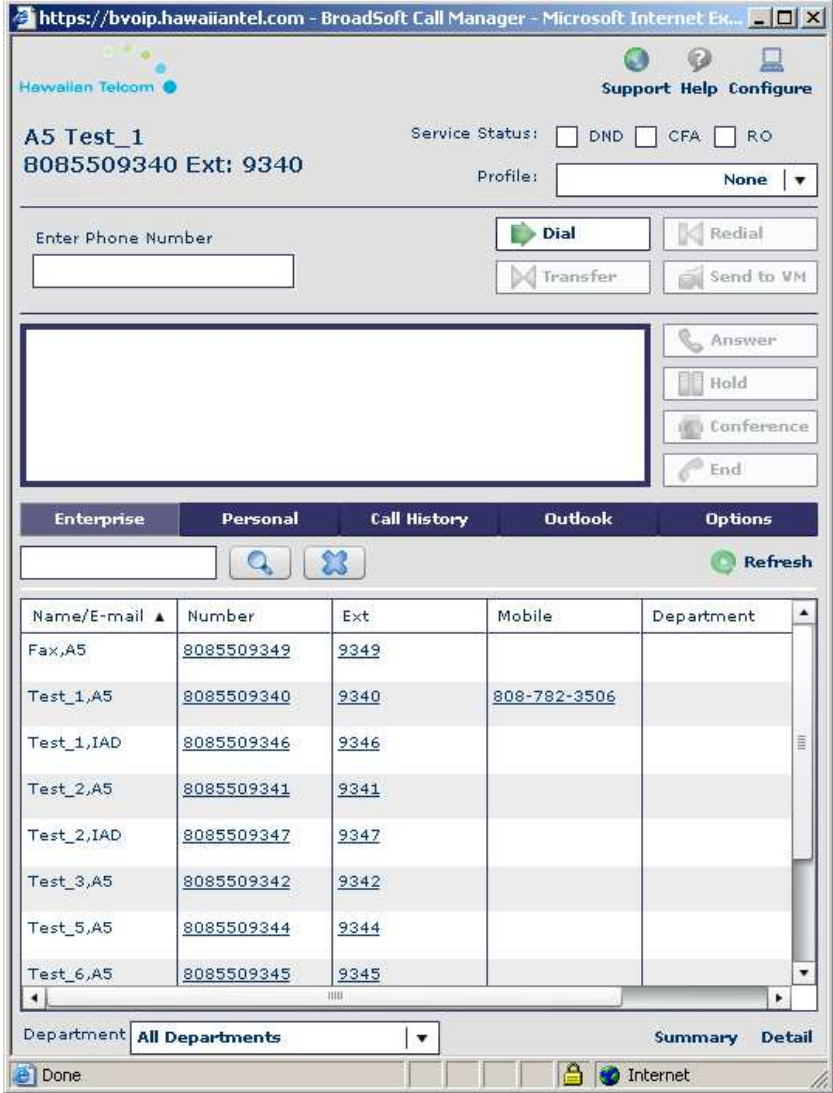 https://bvoip.hawaiiantel.com - BroadSoft Call Manager - Microsoft Internet Ex...
Hawaiian Telcom
Support Help Configure
A5 Test_1
8085509340 Ext: 9340
Service Status: DND CFA RO
Profile: None
Enter Phone Number
Dial
Redial
Transfer
Send to VM
Answer
Hold
Conference
End
Enterprise Personal Call History Outlook Options
Refresh
Name/E-mail Number Ext Mobile Department
Fax,A5 8085509349 9349
Test_1,A5 8085509340 9340 808-782-3506
Test_1,IAD 8085509346 9346
Test_2,A5 8085509341 9341
Test_2,IAD 8085509347 9347
Test_3,A5 8085509342 9342
Test_5,A5 8085509344 9344
Test_6,A5 8085509345 9345
Department All Departments Summary Detail
Done Internet